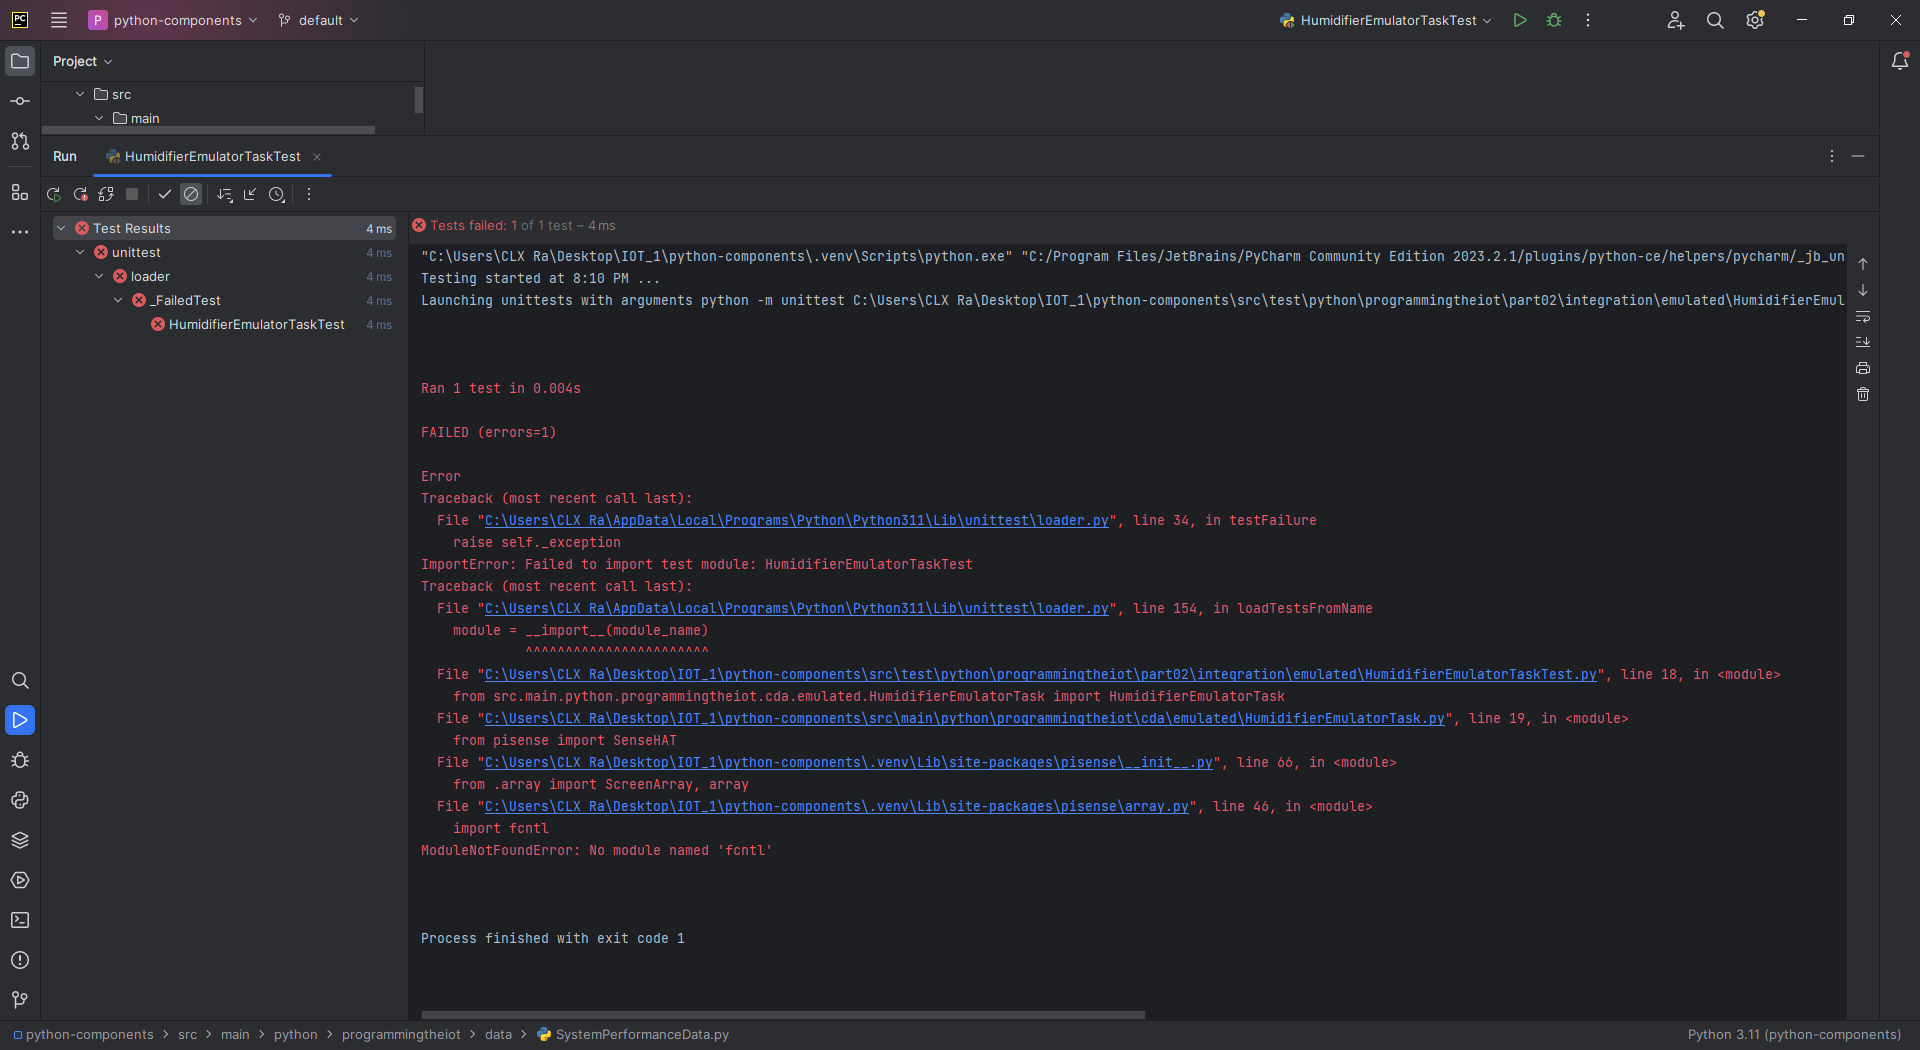 PC
P python-components
default
HumidifierEmulatorTaskTest
Project
src
main
Run
HumidifierEmulatorTaskTest
Test Results 4 ms
unittest 4 ms
loader 4 ms
_FailedTest 4 ms
HumidifierEmulatorTaskTest 4 ms
Tests failed: 1 of 1 test – 4 ms
"C:\Users\CLX Ra\Desktop\IOT_1\python-components\.venv\Scripts\python.exe" "C:/Program Files/JetBrains/PyCharm Community Edition 2023.2.1/plugins/python-ce/helpers/pycharm/_jb_un
Testing started at 8:10 PM ...
Launching unittests with arguments python -m unittest C:\Users\CLX Ra\Desktop\IOT_1\python-components\src\test\python\programmingtheiot\part02\integration\emulated\HumidifierEmul
Ran 1 test in 0.004s
FAILED (errors=1)
Error
Traceback (most recent call last):
File "C:\Users\CLX Ra\AppData\Local\Programs\Python\Python311\Lib\unittest\loader.py", line 34, in testFailure
raise self._exception
ImportError: Failed to import test module: HumidifierEmulatorTaskTest
Traceback (most recent call last):
File "C:\Users\CLX Ra\AppData\Local\Programs\Python\Python311\Lib\unittest\loader.py", line 154, in loadTestsFromName
module = __import__(module_name)
^^^^^^^^^^^^^^^^^^^^^^^
File "C:\Users\CLX Ra\Desktop\IOT_1\python-components\src\test\python\programmingtheiot\part02\integration\emulated\HumidifierEmulatorTaskTest.py", line 18, in <module>
from src.main.python.programmingtheiot.cda.emulated.HumidifierEmulatorTask import HumidifierEmulatorTask
File "C:\Users\CLX Ra\Desktop\IOT_1\python-components\src\main\python\programmingtheiot\cda\emulated\HumidifierEmulatorTask.py", line 19, in <module>
from pisense import SenseHAT
File "C:\Users\CLX Ra\Desktop\IOT_1\python-components\.venv\Lib\site-packages\pisense\__init__.py", line 66, in <module>
from .array import ScreenArray, array
File "C:\Users\CLX Ra\Desktop\IOT_1\python-components\.venv\Lib\site-packages\pisense\array.py", line 46, in <module>
import fcntl
ModuleNotFoundError: No module named 'fcntl'
Process finished with exit code 1
python-components > src > main > python > programmingtheiot > data > SystemPerformanceData.py
Python 3.11 (python-components)